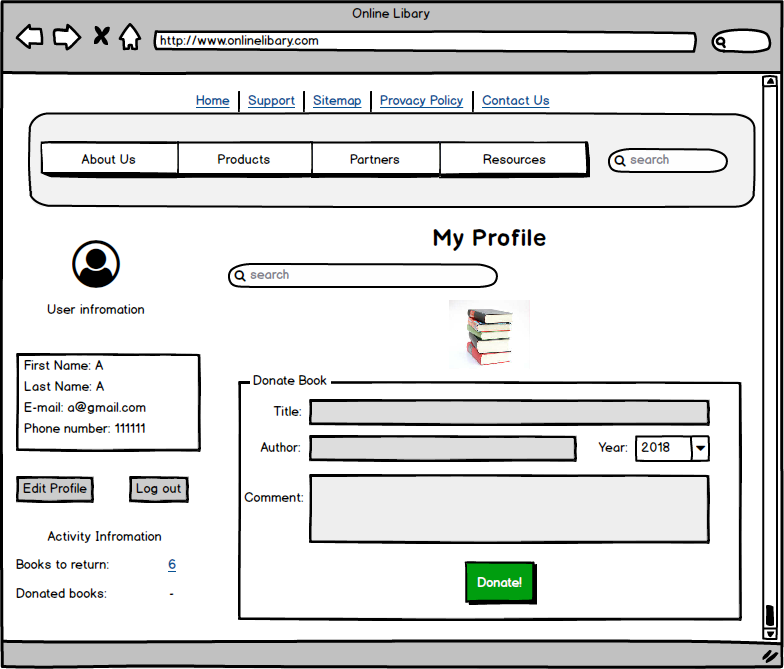 Online Libary
http://www.onlinelibary.com
Home Support Sitemap Provacy Policy Contact Us
About Us Products Partners Resources search
My Profile
search
User infromation
First Name: A
Last Name: A
E-mail: a@gmail.com
Phone number: 111111
Edit Profile Log out
Activity Infromation
Books to return: 6
Donated books: -
Donate Book
Title:
Author: Year: 2018
Comment:
Donate!